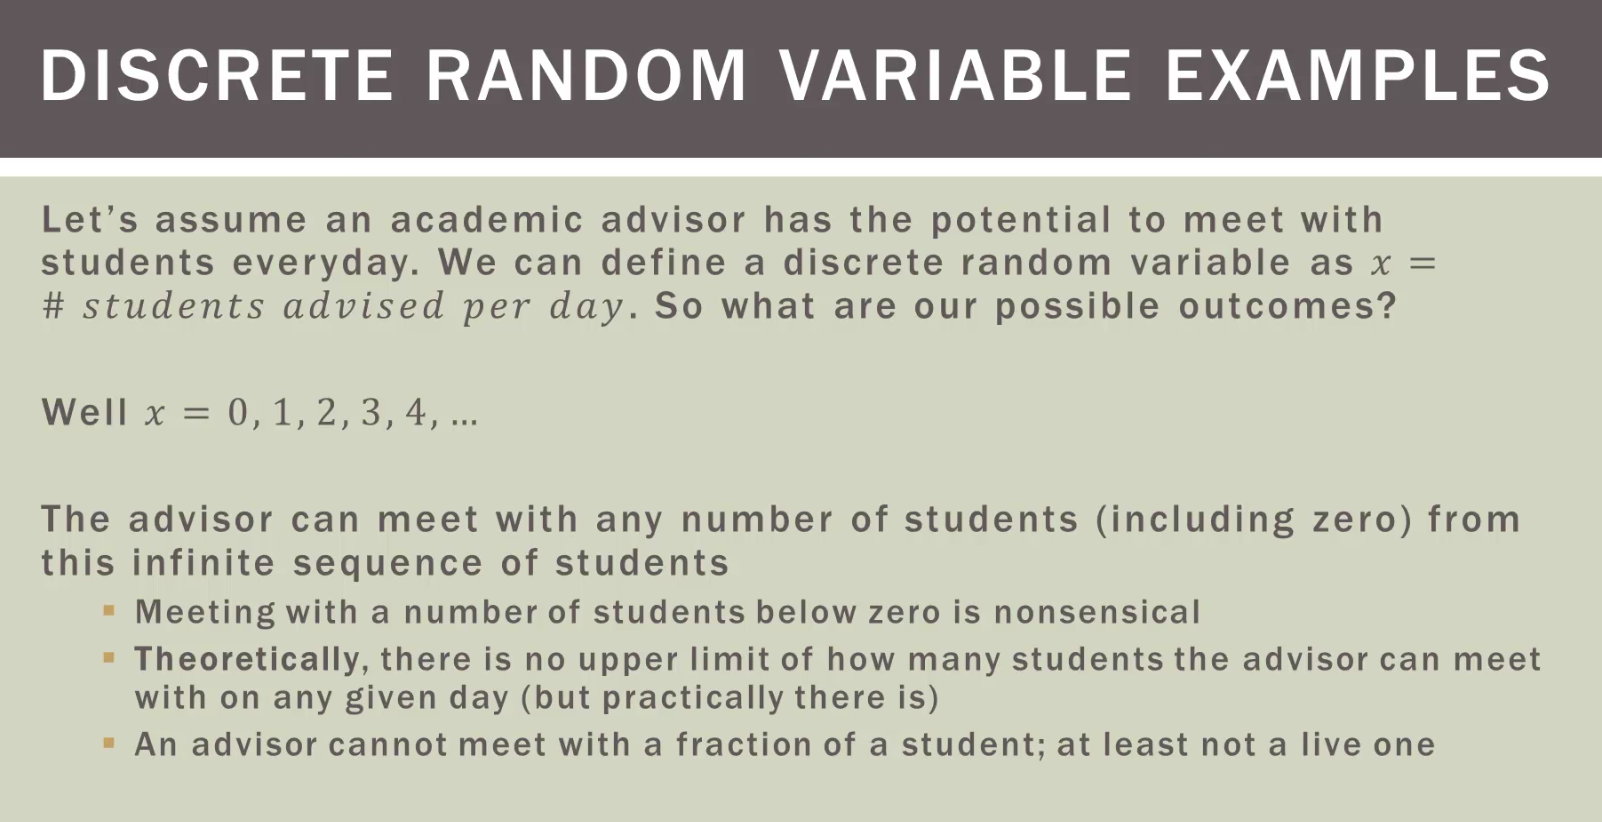 DISCRETE RANDOM VARIABLE EXAMPLES
Let’s assume an academic advisor has the potential to meet with
students everyday. We can define a discrete random variable as x =
# students advised per day. So what are our possible outcomes?
Well x = 0, 1, 2, 3, 4, …
The advisor can meet with any number of students (including zero) from
this infinite sequence of students
▪ Meeting with a number of students below zero is nonsensical
▪ Theoretically, there is no upper limit of how many students the advisor can meet
with on any given day (but practically there is)
▪ An advisor cannot meet with a fraction of a student; at least not a live one